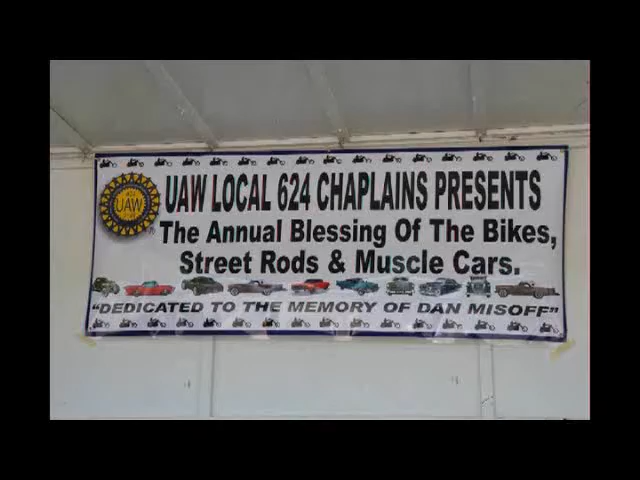 UAW LOCAL 624 CHAPLAINS PRESENTS
UAW
The Annual Blessing Of The Bikes,
Street Rods & Muscle Cars.
"DEDICATED TO THE MEMORY OF DAN MISOFF"